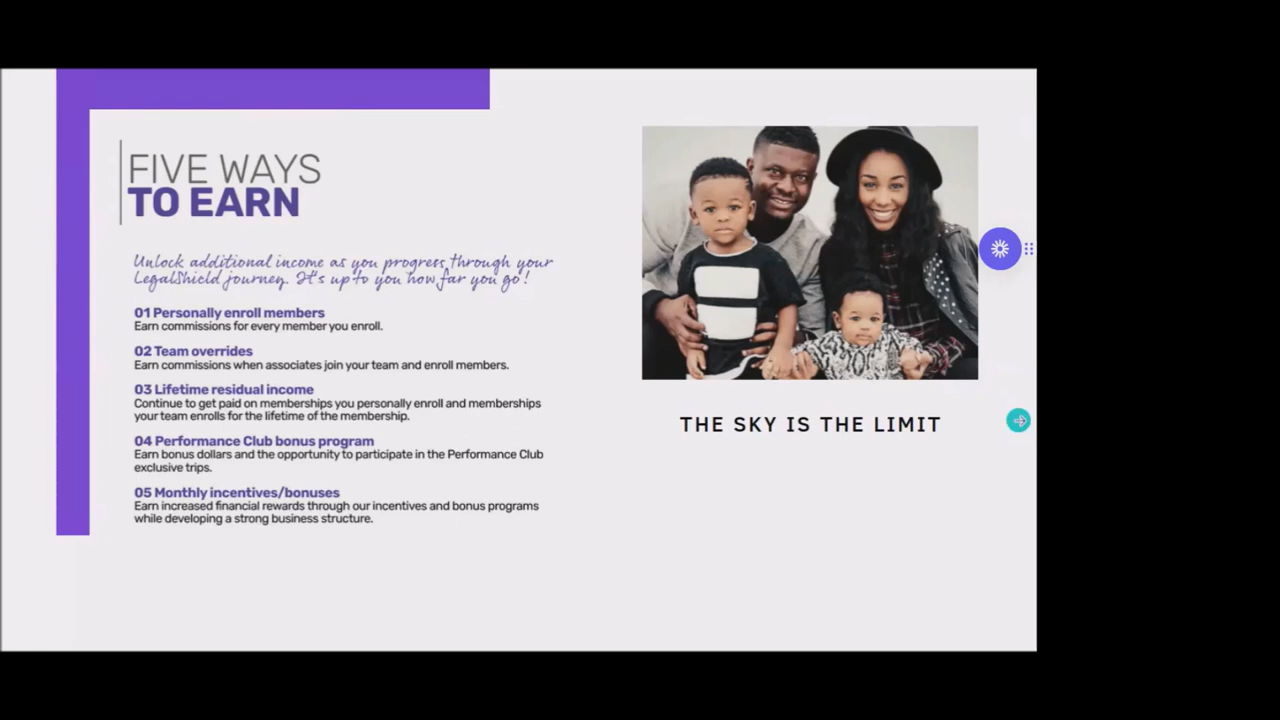 FIVE WAYS
TO EARN
Unlock additional income as you progress through your
LegalShield journey. It's up to you how far you go!
01 Personally enroll members
Earn commissions for every member you enroll.
02 Team overrides
Earn commissions when associates join your team and enroll members.
03 Lifetime residual income
Continue to get paid on memberships you personally enroll and memberships
your team enrolls for the lifetime of the membership.
04 Performance Club bonus program
Earn bonus dollars and the opportunity to participate in the Performance Club
exclusive trips.
05 Monthly incentives/bonuses
Earn increased financial rewards through our incentives and bonus programs
while developing a strong business structure.
THE SKY IS THE LIMIT